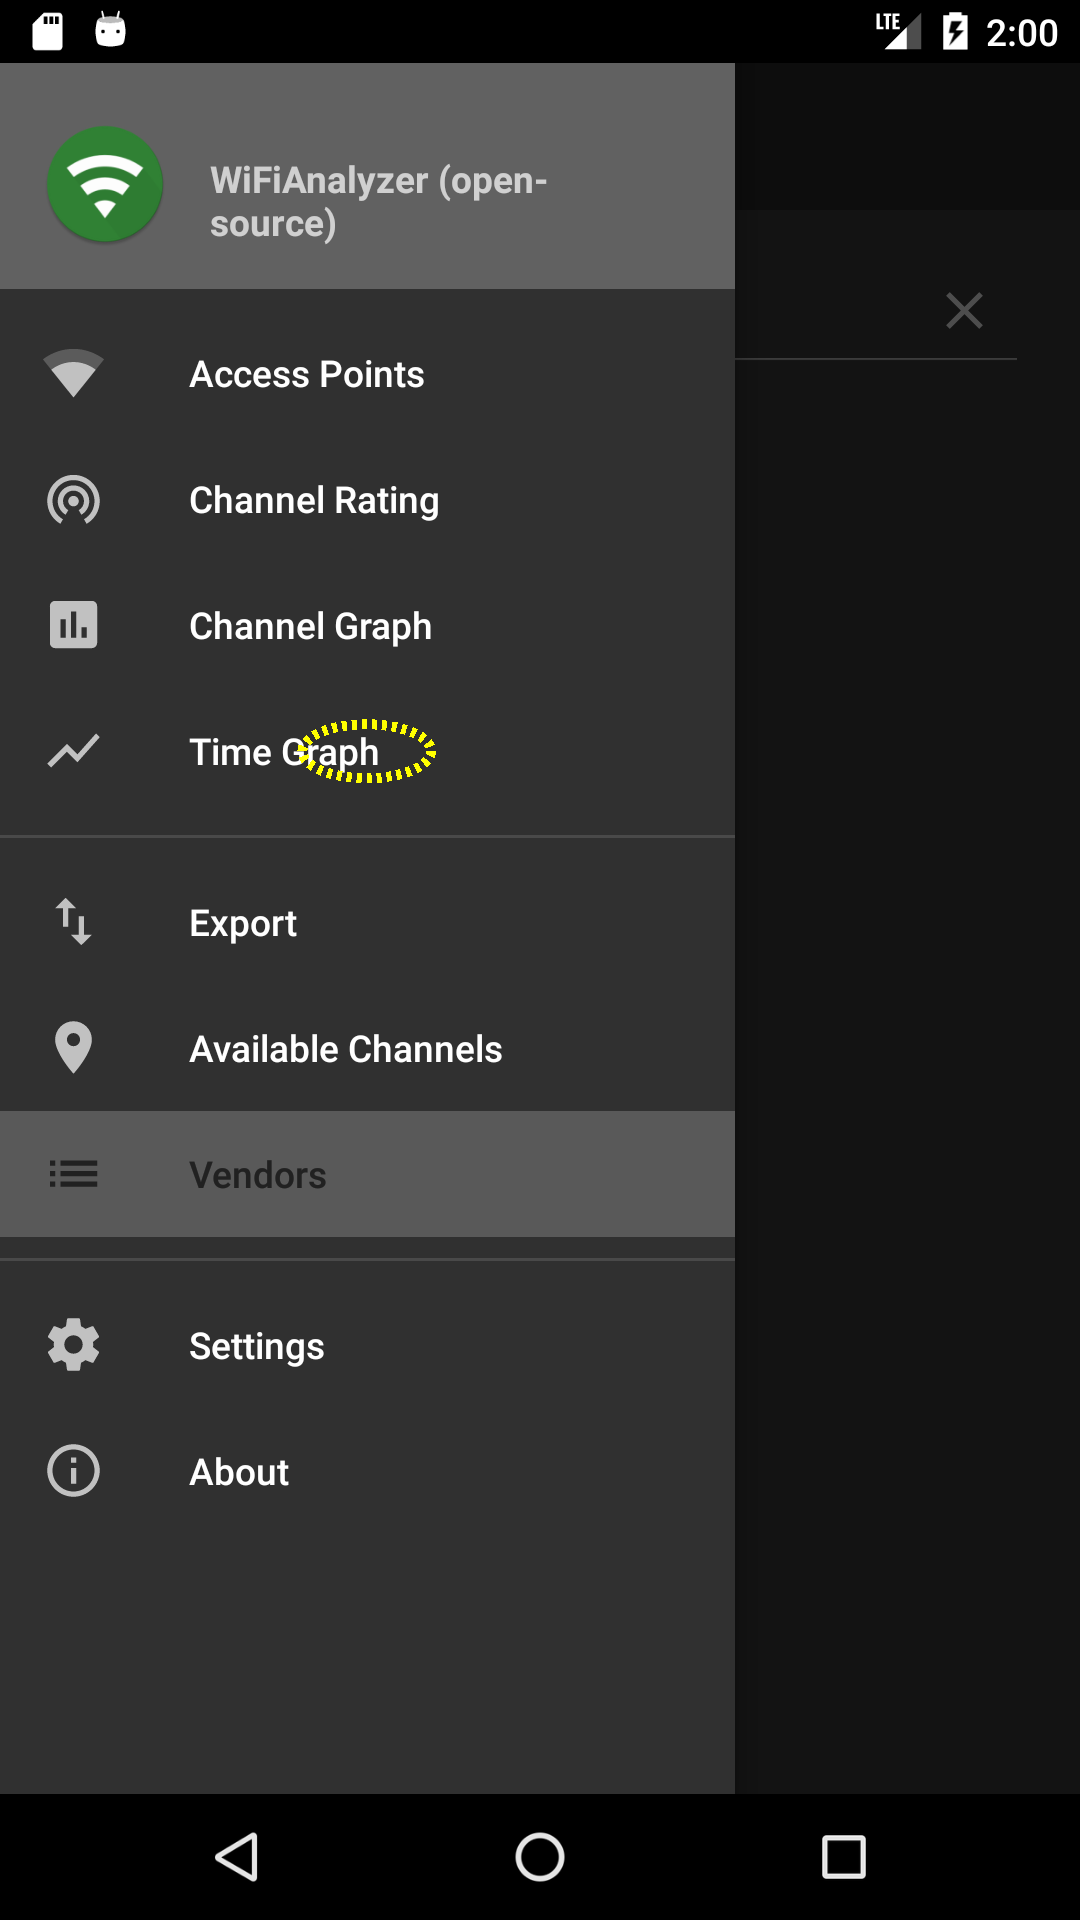 LTE 2:00
WiFiAnalyzer (open-
source)
Access Points
Channel Rating
Channel Graph
Time Graph
Export
Available Channels
Vendors
Settings
About